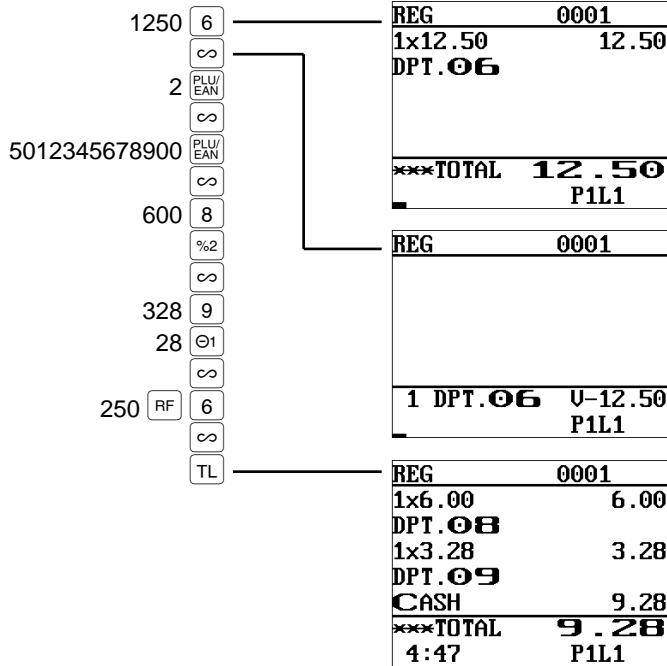 1250 6
∞
2 PLU/EAN
∞
5012345678900 PLU/EAN
∞
600 8
%2
∞
328 9
28 ⊖1
∞
250 RF 6
∞
TL
REG 0001
1x12.50 12.50
DPT.06
***TOTAL 12.50
P1L1
REG 0001
1 DPT.06 V-12.50
P1L1
REG 0001
1x6.00 6.00
DPT.08
1x3.28 3.28
DPT.09
CASH 9.28
***TOTAL 9.28
4:47 P1L1